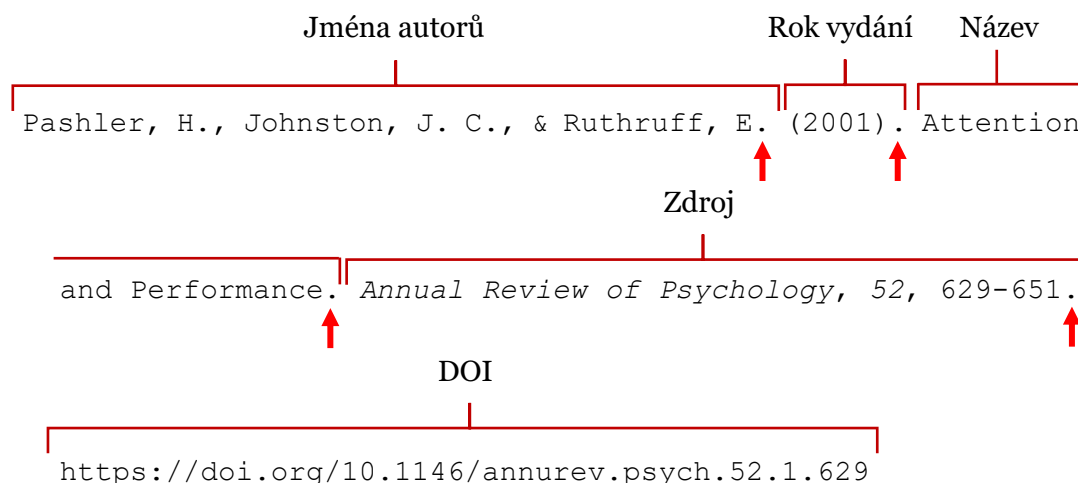 Jména autorů Rok vydání Název
Pashler, H., Johnston, J. C., & Ruthruff, E. (2001). Attention
Zdroj
and Performance. Annual Review of Psychology, 52, 629-651.
DOI
https://doi.org/10.1146/annurev.psych.52.1.629